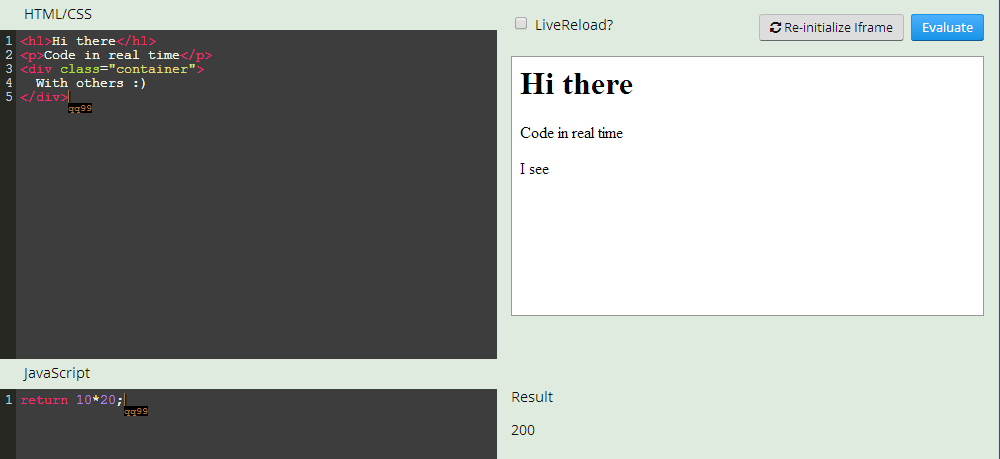 HTML/CSS
1 <h1>Hi there</h1>
2 <p>Code in real time</p>
3 <div class="container">
4 With others :)
5 </div>
qq99
JavaScript
1 return 10*20;
qq99
LiveReload?
Re-initialize Iframe
Evaluate
Hi there
Code in real time
I see
Result
200